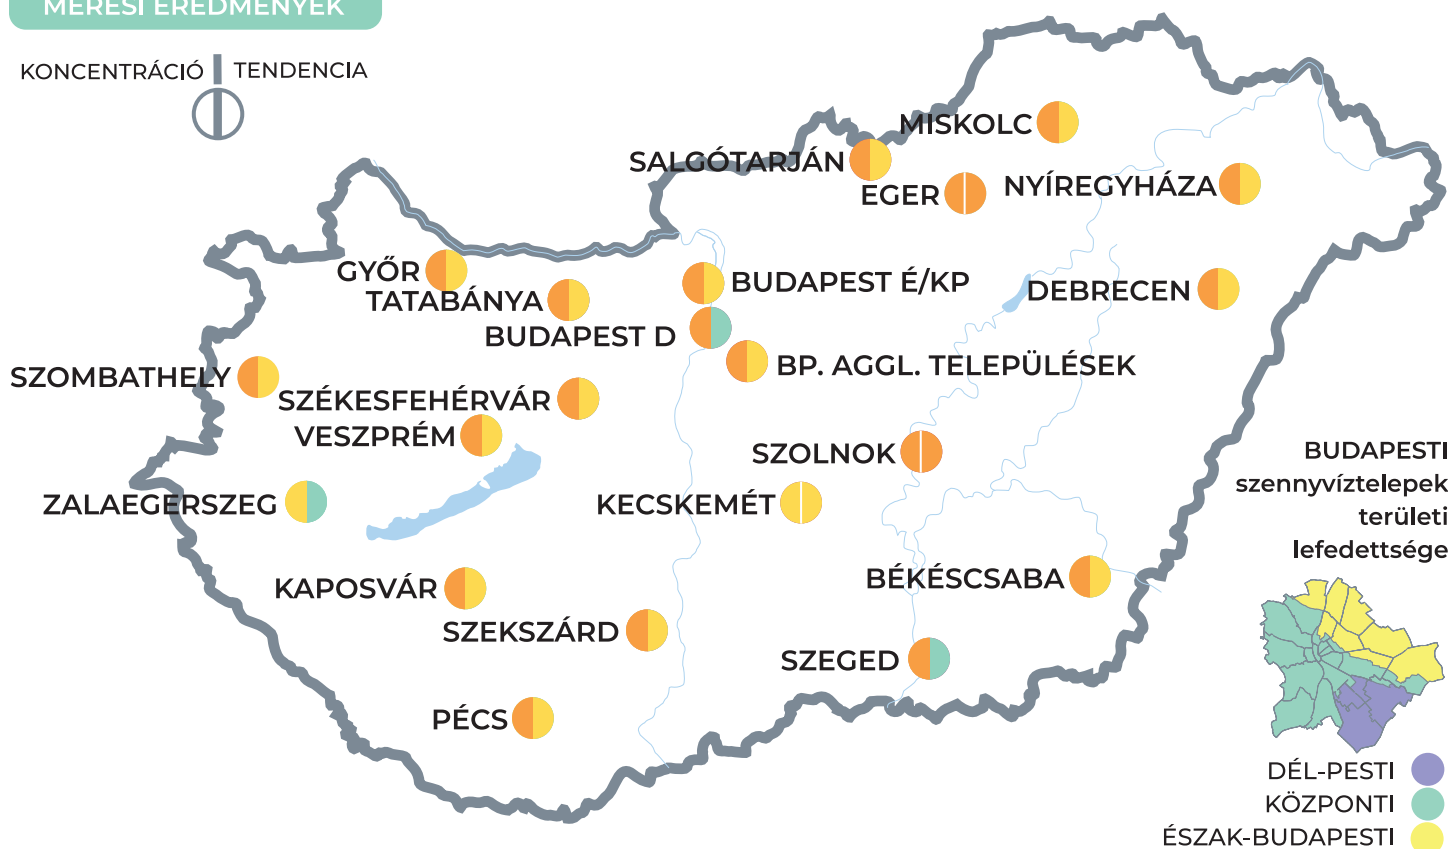 MÉRÉSI EREDMÉNYEK
KONCENTRÁCIÓ TENDENCIA
MISKOLC
SALGÓTARJÁN
EGER
NYÍREGYHÁZA
GYŐR
TATABÁNYA
BUDAPEST É/KP
DEBRECEN
BUDAPEST D
BP. AGGL. TELEPÜLÉSEK
SZOMBATHELY
SZÉKESFEHÉRVÁR
VESZPRÉM
SZOLNOK
ZALAEGERSZEG
KECSKEMÉT
KAPOSVÁR
BÉKÉSCSABA
SZEKSZÁRD
SZEGED
PÉCS
BUDAPESTI
szennyvíztelepek
területi
lefedettsége
DÉL-PESTI
KÖZPONTI
ÉSZAK-BUDAPESTI